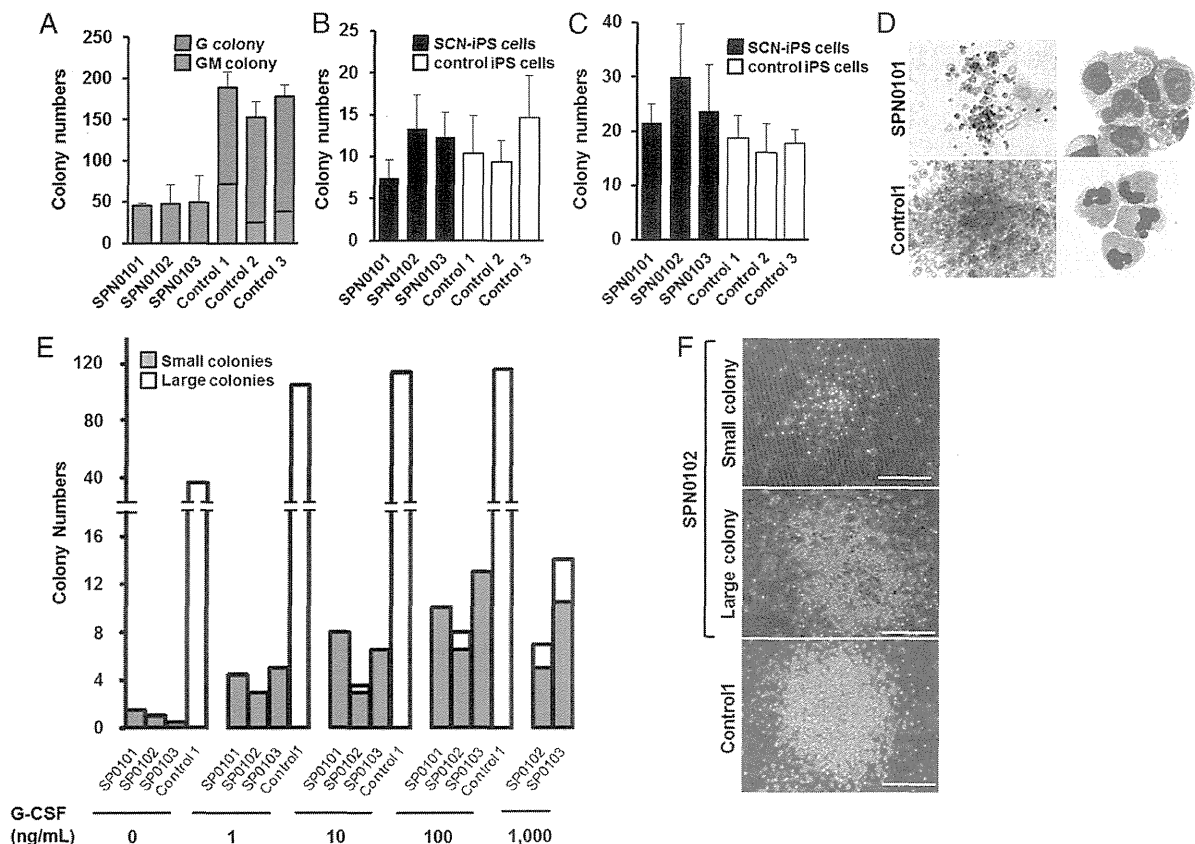 A
Colony numbers
250
200
150
100
50
0
G colony
GM colony
SPN0101
SPN0102
SPN0103
Control 1
Control 2
Control 3
B
Colony numbers
25
20
15
10
5
0
SCN-iPS cells
control iPS cells
SPN0101
SPN0102
SPN0103
Control 1
Control 2
Control 3
C
Colony numbers
40
30
20
10
0
SCN-iPS cells
control iPS cells
SPN0101
SPN0102
SPN0103
Control 1
Control 2
Control 3
D
SPN0101
Control1
E
Colony Numbers
120
80
40
16
12
8
4
0
Small colonies
Large colonies
SP0101
SP0102
SP0103
Control 1
SP0101
SP0102
SP0103
Control1
SP0101
SP0102
SP0103
Control 1
SP0101
SP0102
SP0103
Control 1
SP0102
SP0103
G-CSF
(ng/mL) 0 1 10 100 1,000
F
SPN0102
Small colony
Large colony
Control1